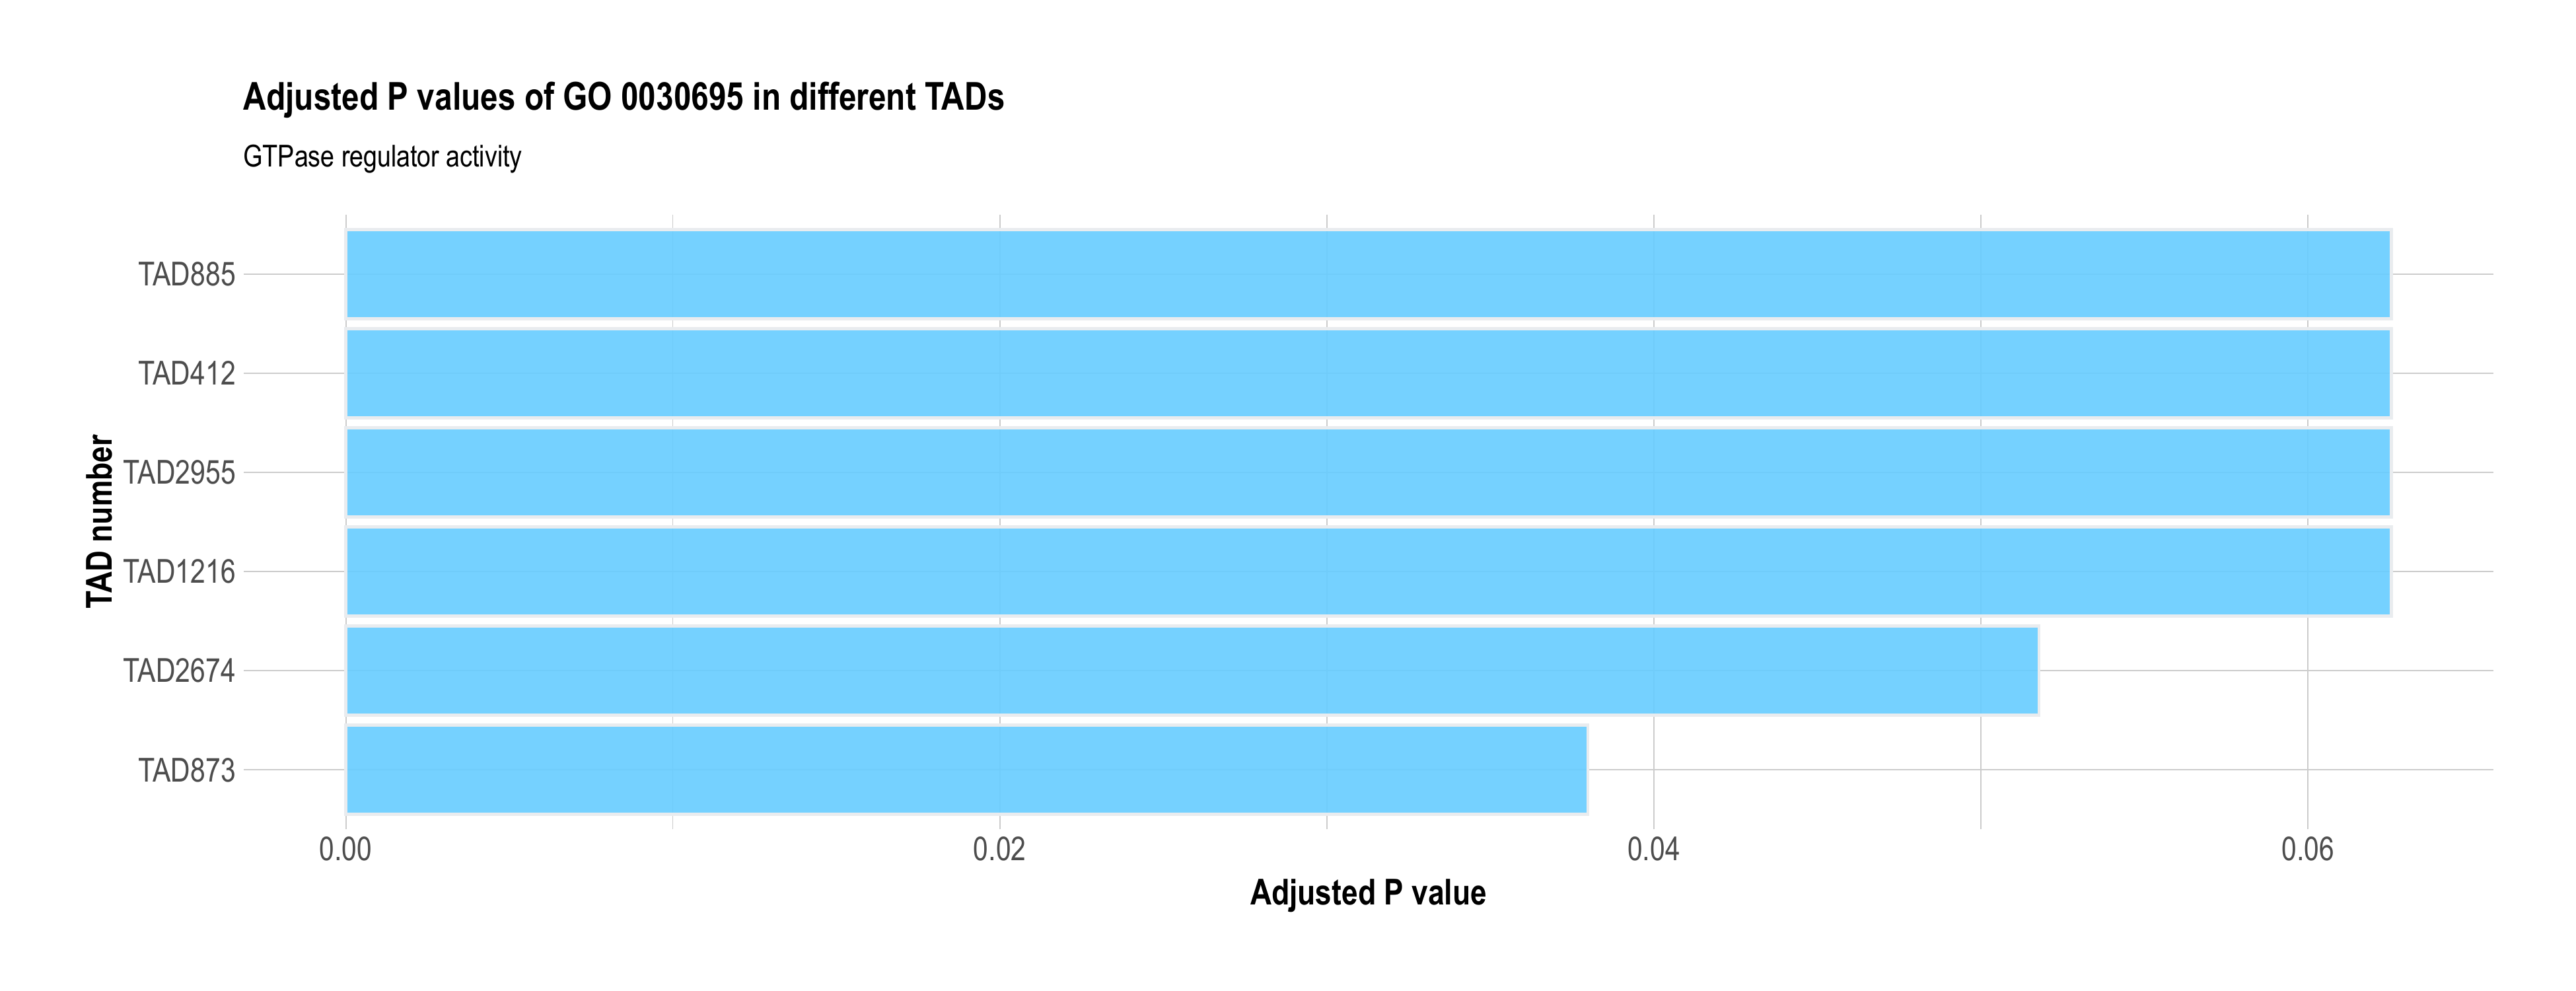 Adjusted P values of GO 0030695 in different TADs
GTPase regulator activity
TAD number
TAD885
TAD412
TAD2955
TAD1216
TAD2674
TAD873
0.00 0.02 0.04 0.06
Adjusted P value